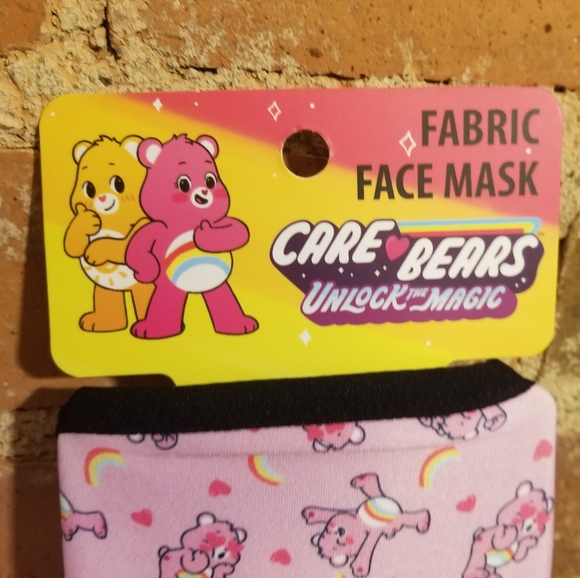 FABRIC
FACE MASK
CARE BEARS
UNLOCK THE MAGIC